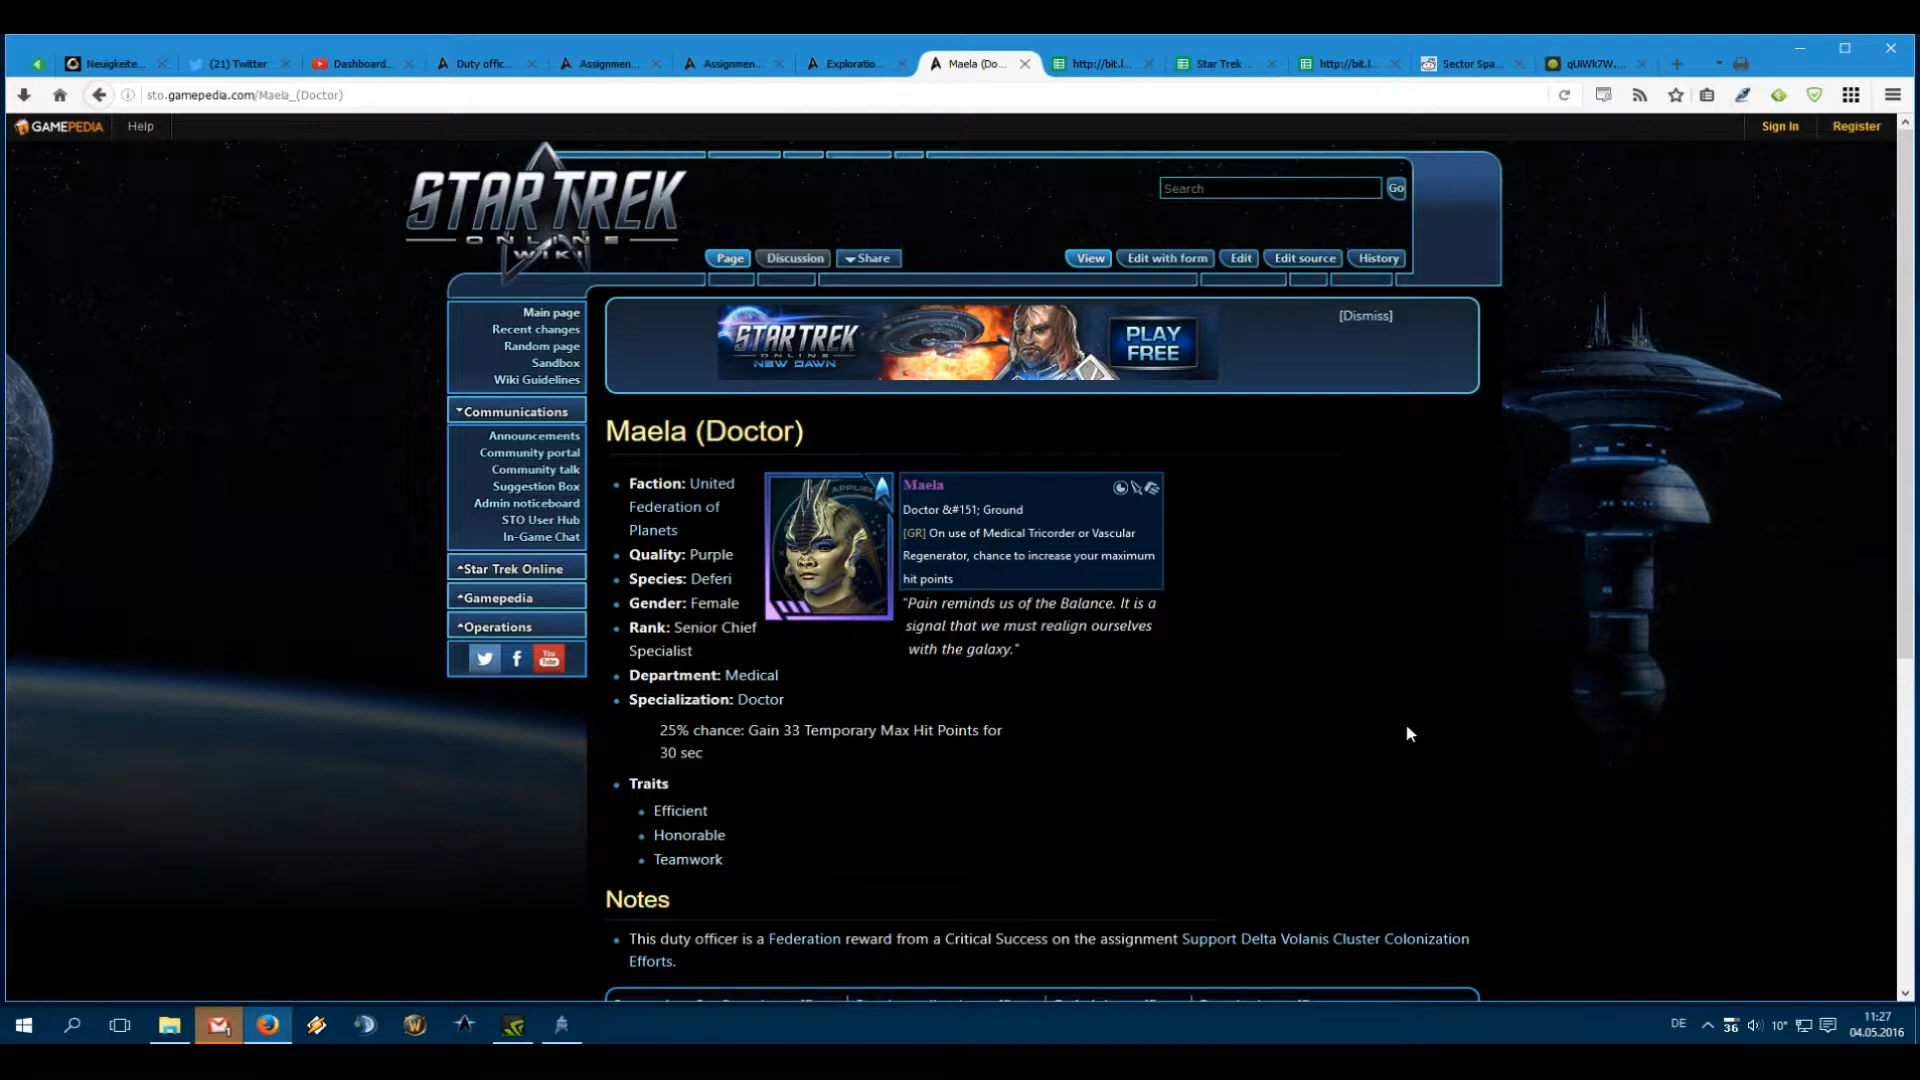 Neuigkeite...
(21) Twitter
Dashboard...
Duty offic...
Assignmen...
Assignmen...
Exploratio...
Maela (Do...
http://bit.l...
Star Trek ...
http://bit.l...
Sector Spa...
qUiWk7W...
sto.gamepedia.com/Maela_(Doctor)
GAMEPEDIA
Help
Sign In
Register
STAR TREK
ONLINE
WIKI
Search
Go
Page
Discussion
Share
View
Edit with form
Edit
Edit source
History
Main page
Recent changes
Random page
Sandbox
Wiki Guidelines
Communications
Announcements
Community portal
Community talk
Suggestion Box
Admin noticeboard
STO User Hub
In-Game Chat
Star Trek Online
Gamepedia
Operations
You
Tube
STAR TREK
ONLINE
NEW DAWN
PLAY
FREE
[Dismiss]
Maela (Doctor)
Faction: United
Federation of
Planets
Quality: Purple
Species: Deferi
Gender: Female
Rank: Senior Chief
Specialist
Department: Medical
Specialization: Doctor
25% chance: Gain 33 Temporary Max Hit Points for
30 sec
Traits
Efficient
Honorable
Teamwork
Maela
Doctor &#151; Ground
[GR] On use of Medical Tricorder or Vascular
Regenerator, chance to increase your maximum
hit points
"Pain reminds us of the Balance. It is a
signal that we must realign ourselves
with the galaxy."
Notes
This duty officer is a Federation reward from a Critical Success on the assignment Support Delta Volanis Cluster Colonization
Efforts.
DE
36
10°
11:27
04.05.2016